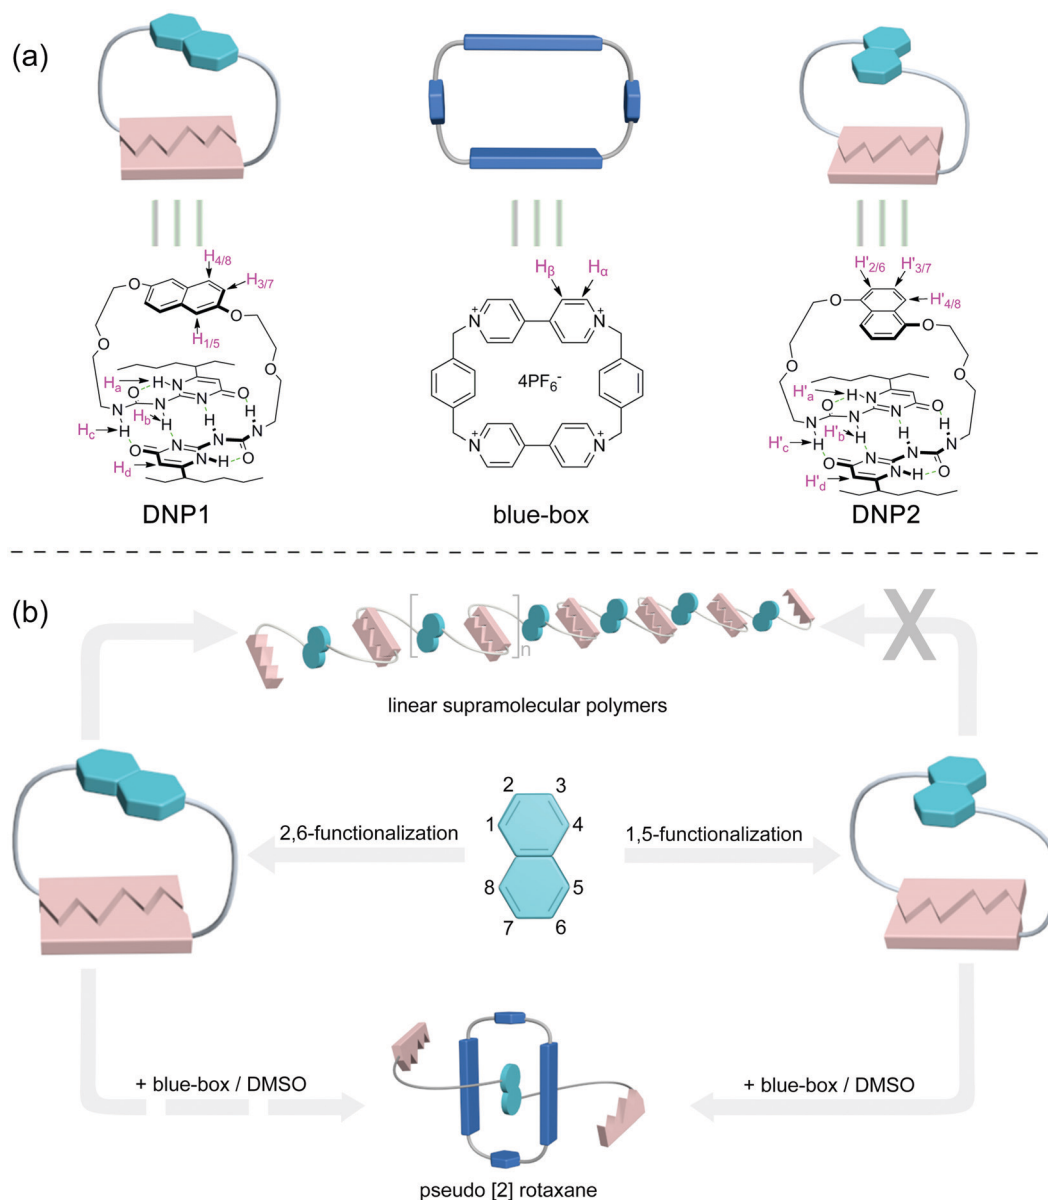 (a)
H4/8
H3/7
H1/5
Ha
Hb
Hc
Hd
O
O
O
O
O
O
O
H
N
N
H
N
N
H
H
N
H
H
N
N
N
H
N
N
H
DNP1
Hβ
Hα
N+
N+
4PF6-
N+
N+
blue-box
H'2/6
H'3/7
H'4/8
H'a
H'b
H'c
H'd
O
O
O
O
O
O
O
O
H
N
N
H
N
N
H
H
N
H
H
N
N
N
H
N
N
H
DNP2
(b)
n
X
linear supramolecular polymers
2 3
2,6-functionalization 1 4 1,5-functionalization
8 5
7 6
+ blue-box / DMSO
+ blue-box / DMSO
pseudo [2] rotaxane